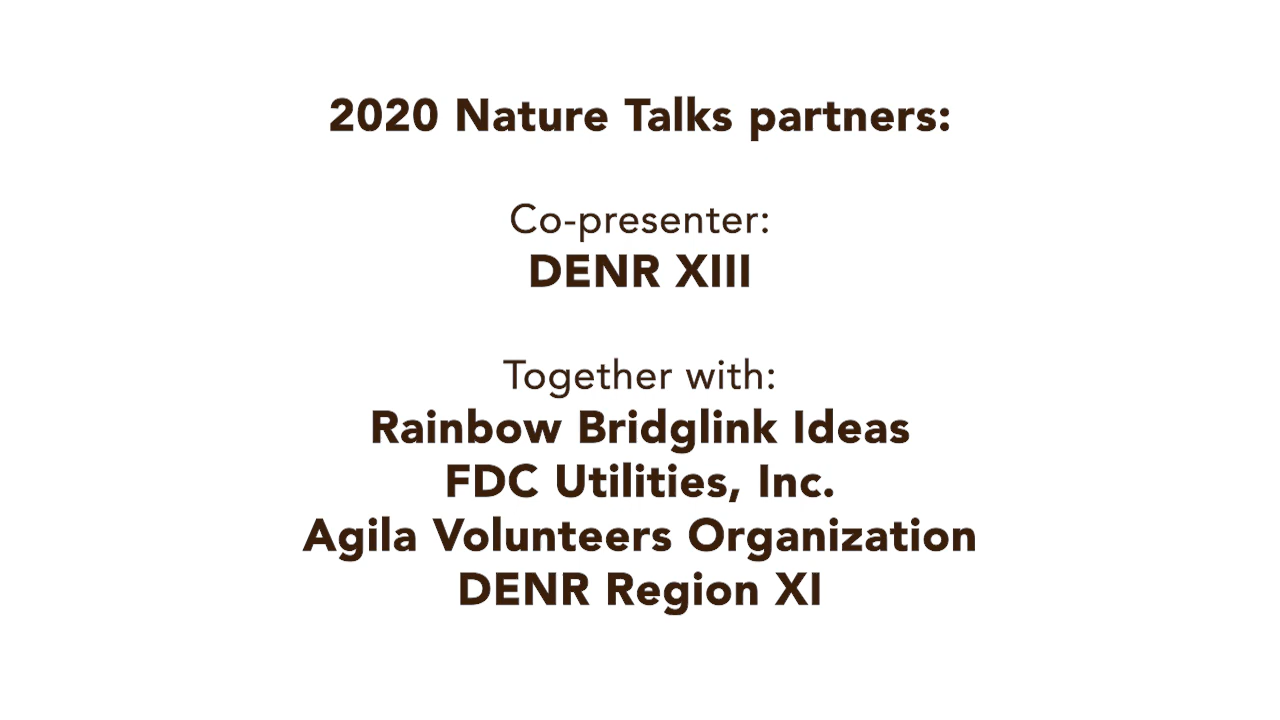 2020 Nature Talks partners:
Co-presenter:
DENR XIII
Together with:
Rainbow Bridglink Ideas
FDC Utilities, Inc.
Agila Volunteers Organization
DENR Region XI